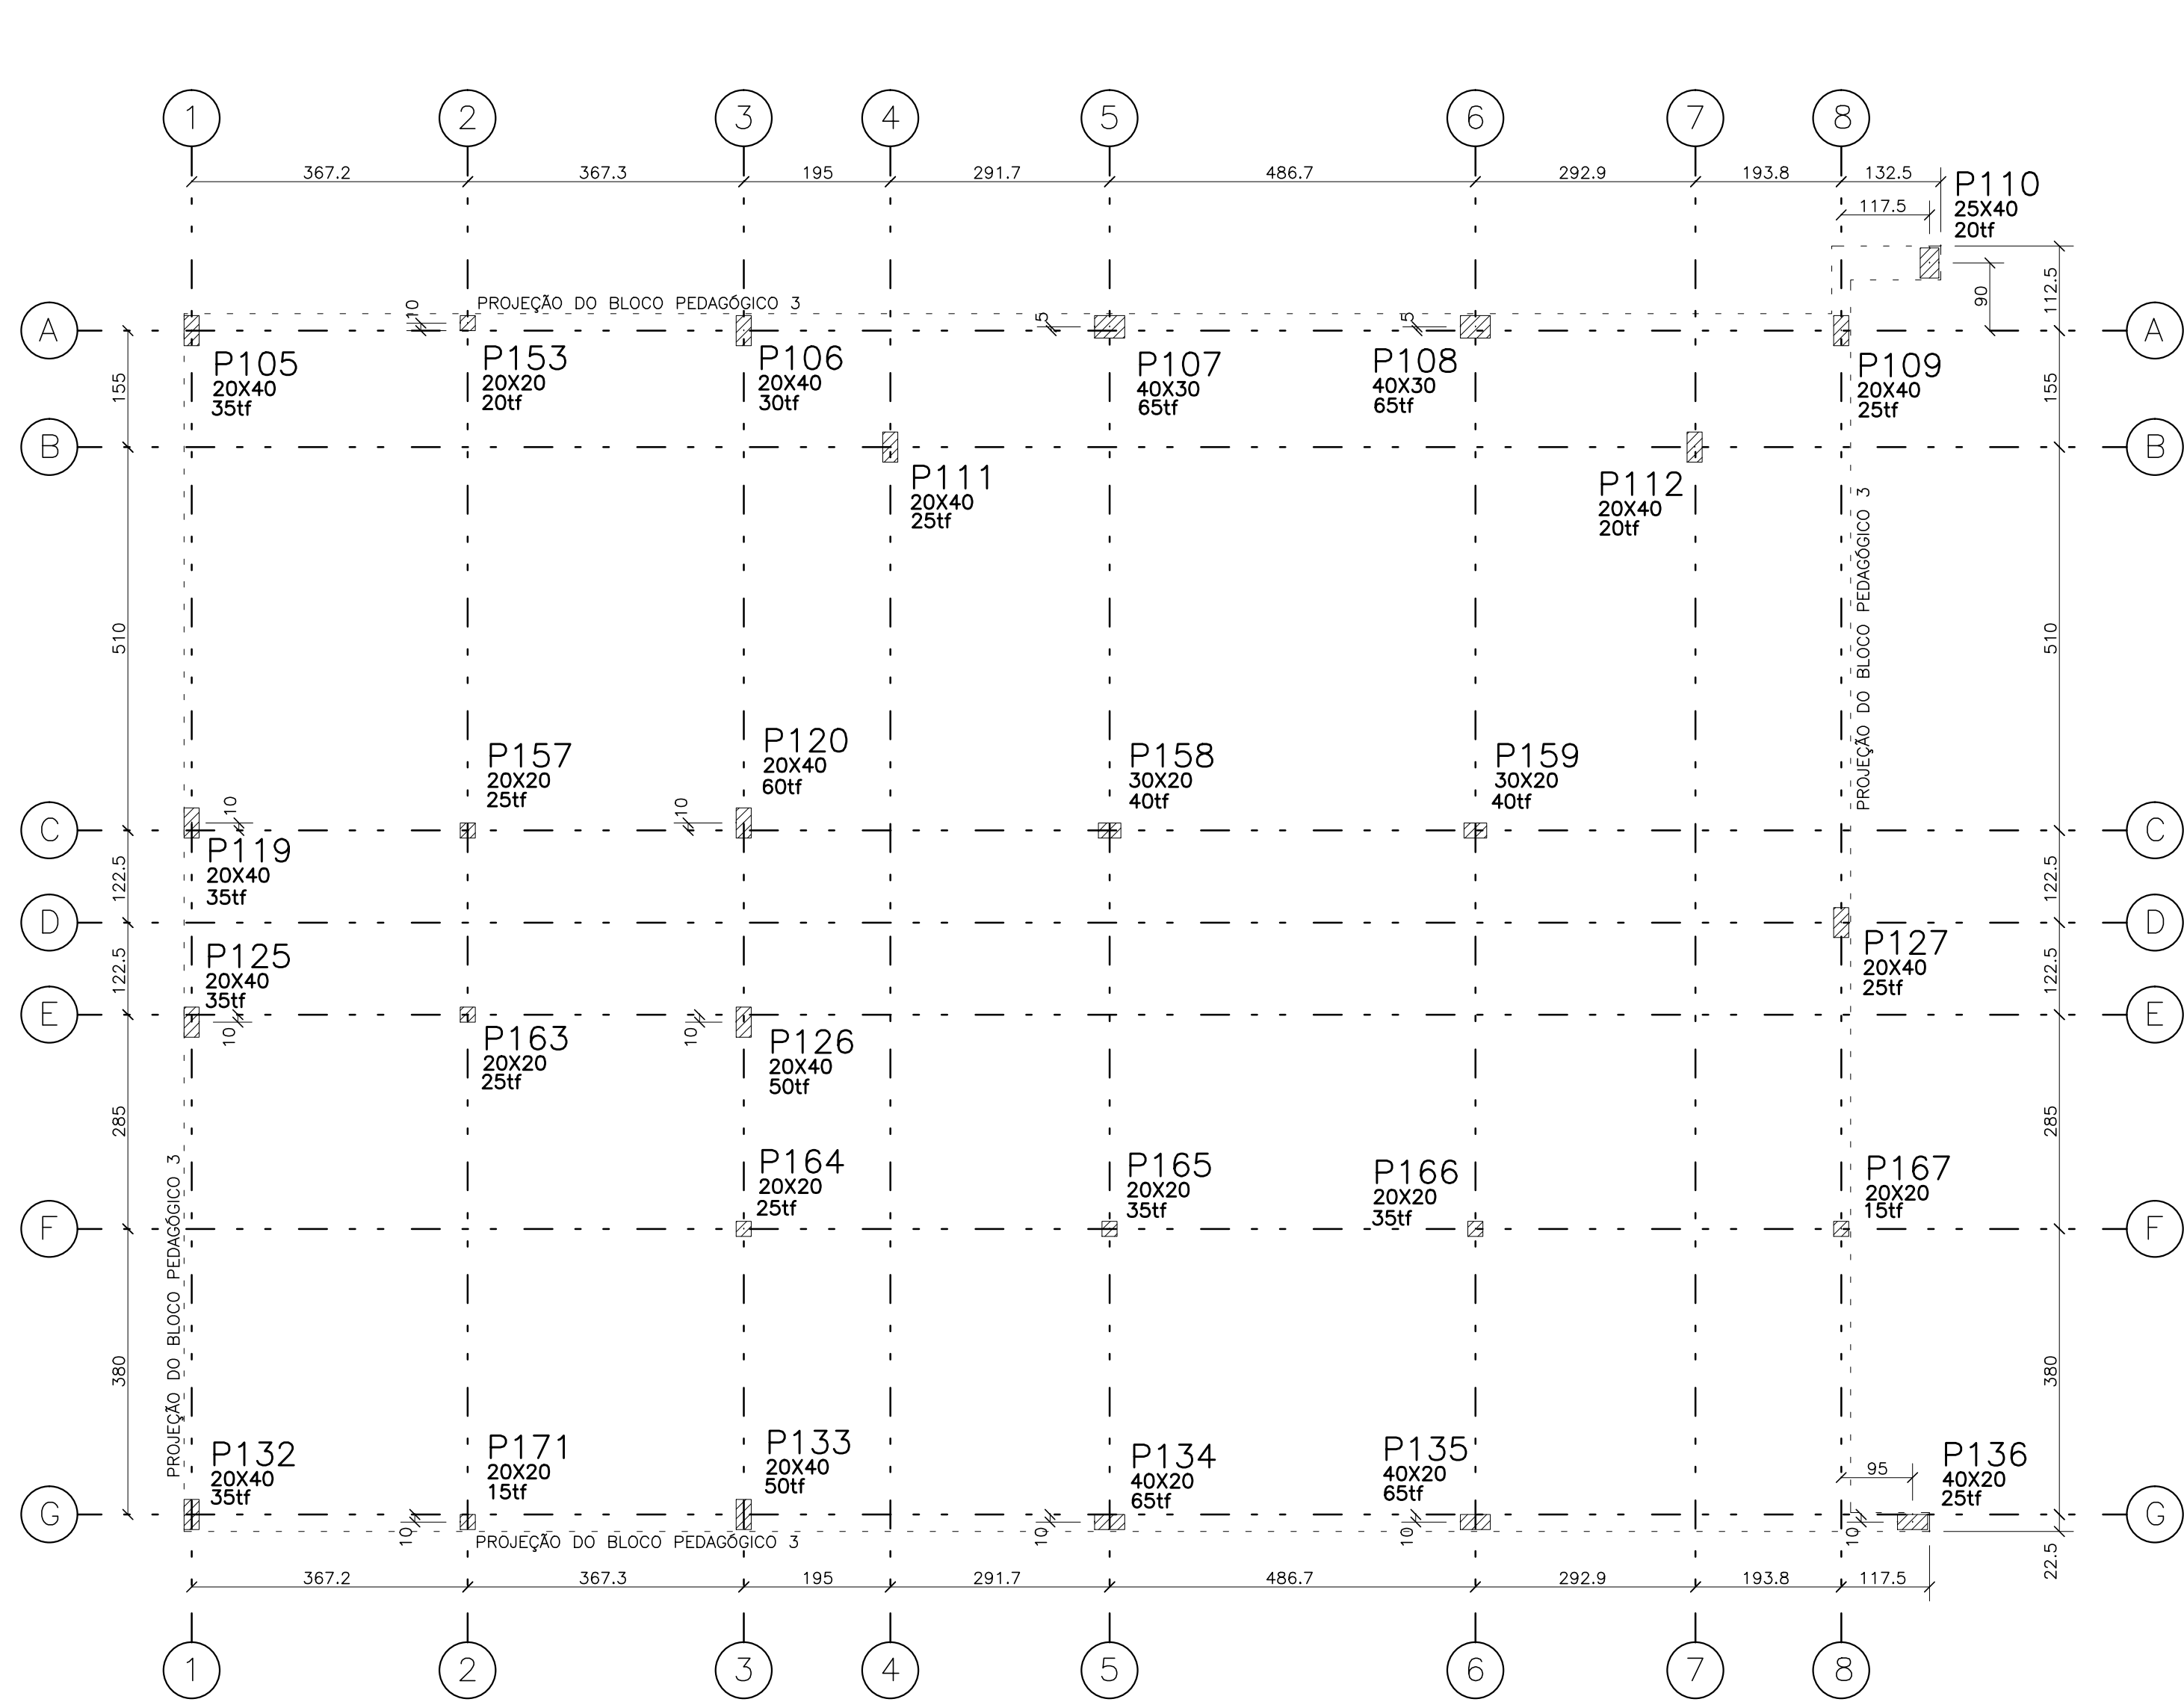 1
2
3
4
5
6
7
8
367.2
367.3
195
291.7
486.7
292.9
193.8
132.5
117.5
P110
25X40
20tf
112.5
90
10
PROJEÇÃO DO BLOCO PEDAGÓGICO 3
5
5
A
A
P105
20X40
35tf
P153
20X20
20tf
P106
20X40
30tf
P107
40X30
65tf
P108
40X30
65tf
P109
20X40
25tf
155
155
B
B
P111
20X40
25tf
P112
20X40
20tf
PROJEÇÃO DO BLOCO PEDAGÓGICO 3
510
510
P157
20X20
25tf
P120
20X40
60tf
P158
30X20
40tf
P159
30X20
40tf
10
10
C
C
P119
20X40
35tf
122.5
122.5
D
D
P127
20X40
25tf
P125
20X40
35tf
122.5
122.5
E
E
10
P163
20X20
25tf
10
P126
20X40
50tf
285
285
P164
20X20
25tf
P165
20X20
35tf
P166
20X20
35tf
P167
20X20
15tf
F
F
PROJEÇÃO DO BLOCO PEDAGÓGICO 3
380
380
P132
20X40
35tf
P171
20X20
15tf
P133
20X40
50tf
P134
40X20
65tf
P135
40X20
65tf
95
P136
40X20
25tf
G
G
10
10
10
10
PROJEÇÃO DO BLOCO PEDAGÓGICO 3
22.5
367.2
367.3
195
291.7
486.7
292.9
193.8
117.5
1
2
3
4
5
6
7
8